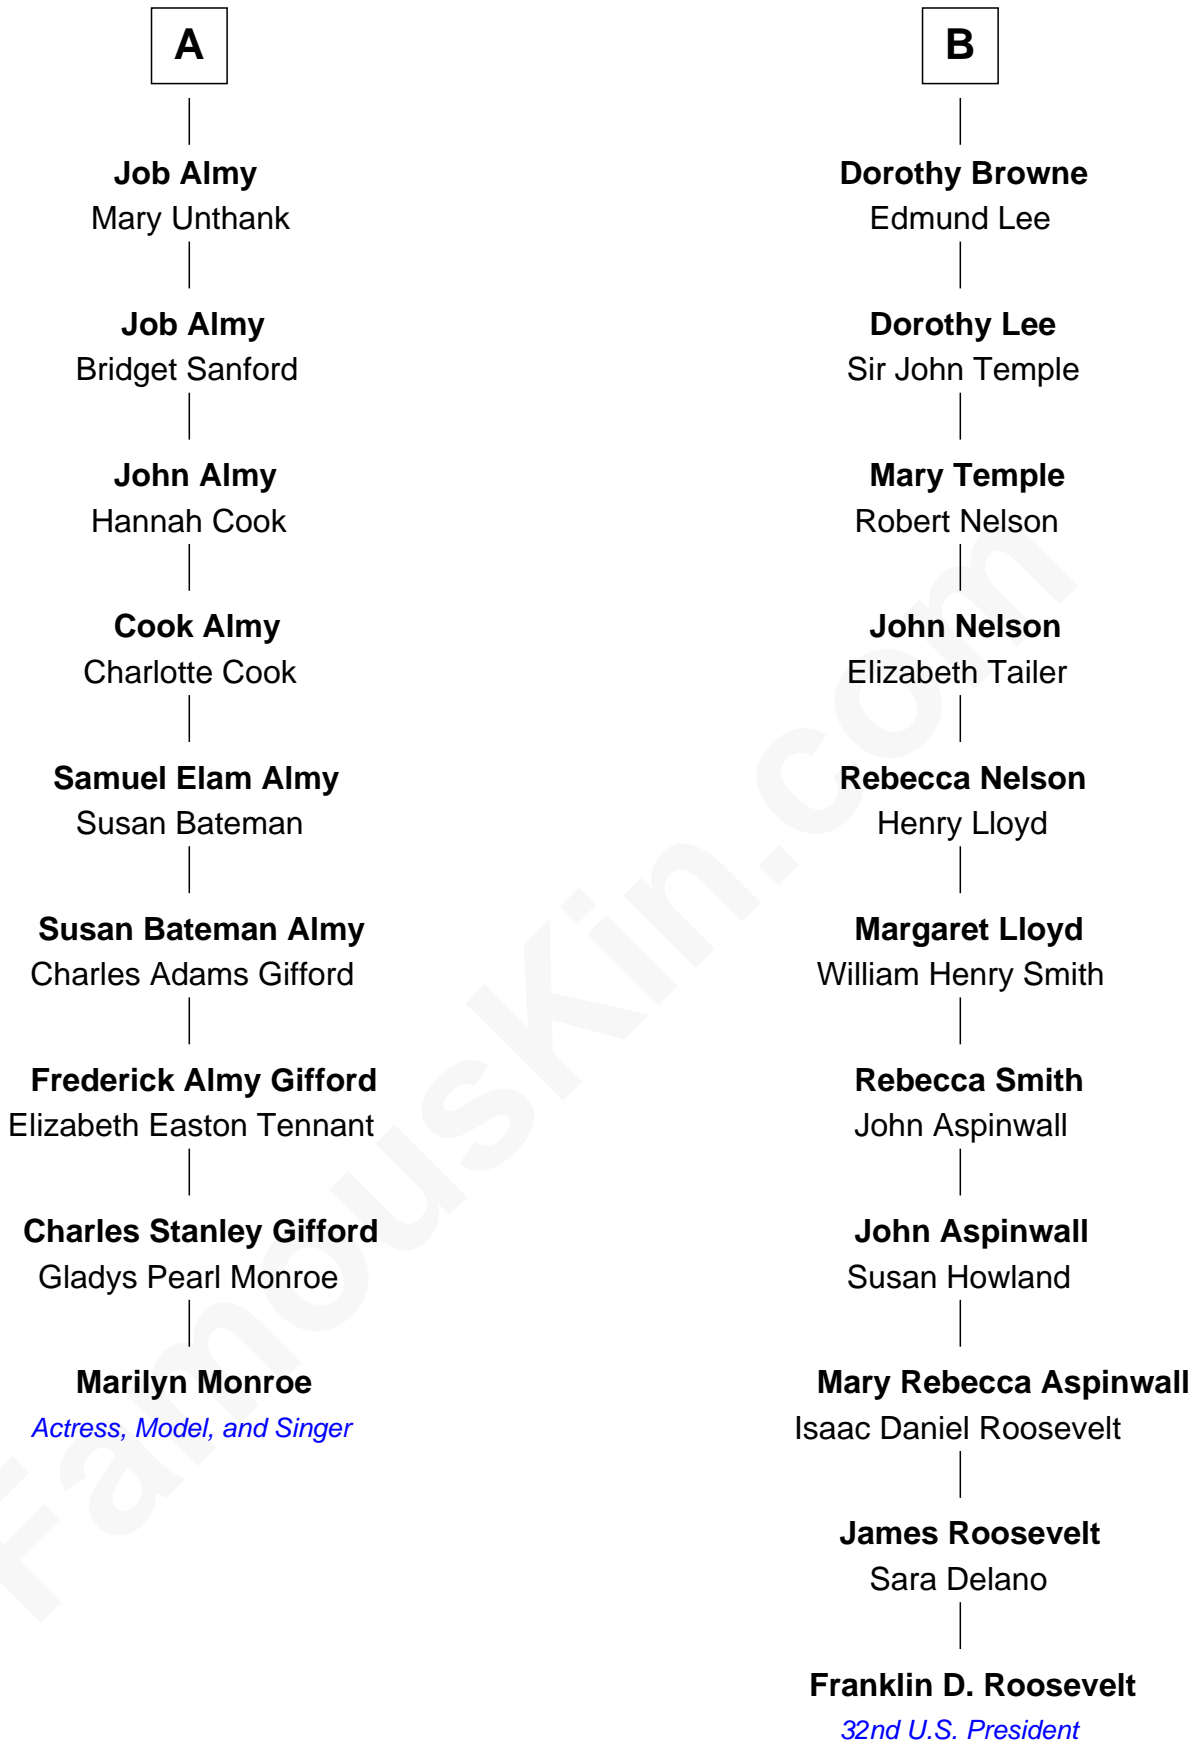 A
Job Almy
Mary Unthank
Job Almy
Bridget Sanford
John Almy
Hannah Cook
Cook Almy
Charlotte Cook
Samuel Elam Almy
Susan Bateman
Susan Bateman Almy
Charles Adams Gifford
Frederick Almy Gifford
Elizabeth Easton Tennant
Charles Stanley Gifford
Gladys Pearl Monroe
Marilyn Monroe
Actress, Model, and Singer
B
Dorothy Browne
Edmund Lee
Dorothy Lee
Sir John Temple
Mary Temple
Robert Nelson
John Nelson
Elizabeth Tailer
Rebecca Nelson
Henry Lloyd
Margaret Lloyd
William Henry Smith
Rebecca Smith
John Aspinwall
John Aspinwall
Susan Howland
Mary Rebecca Aspinwall
Isaac Daniel Roosevelt
James Roosevelt
Sara Delano
Franklin D. Roosevelt
32nd U.S. President
FamousKin.com